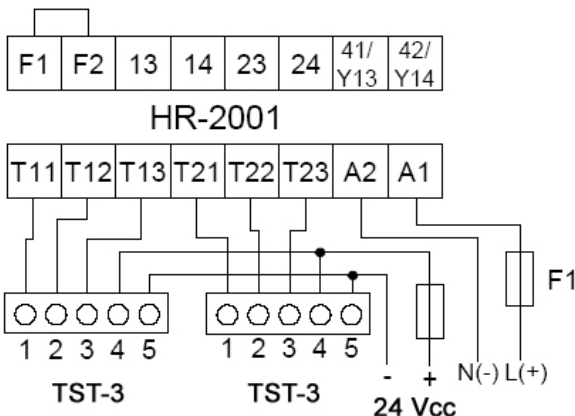 F1 F2 13 14 23 24 41/ Y13 42/ Y14
HR-2001
T11 T12 T13 T21 T22 T23 A2 A1
F1
1 2 3 4 5 1 2 3 4 5
- + N(-) L(+)
TST-3 TST-3
24 Vcc